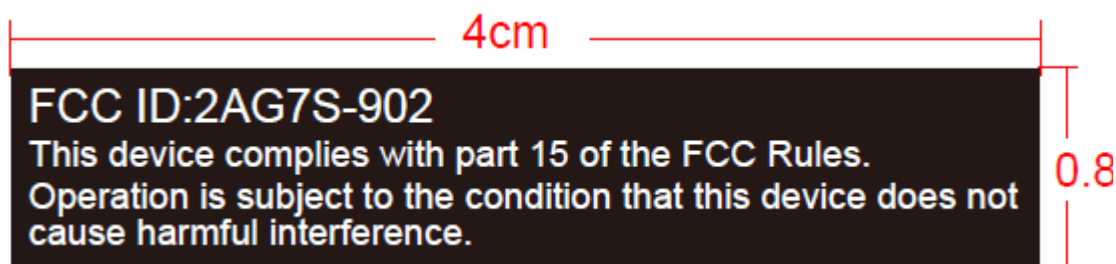 4cm
FCC ID:2AG7S-902
This device complies with part 15 of the FCC Rules.
Operation is subject to the condition that this device does not
cause harmful interference.
0.8